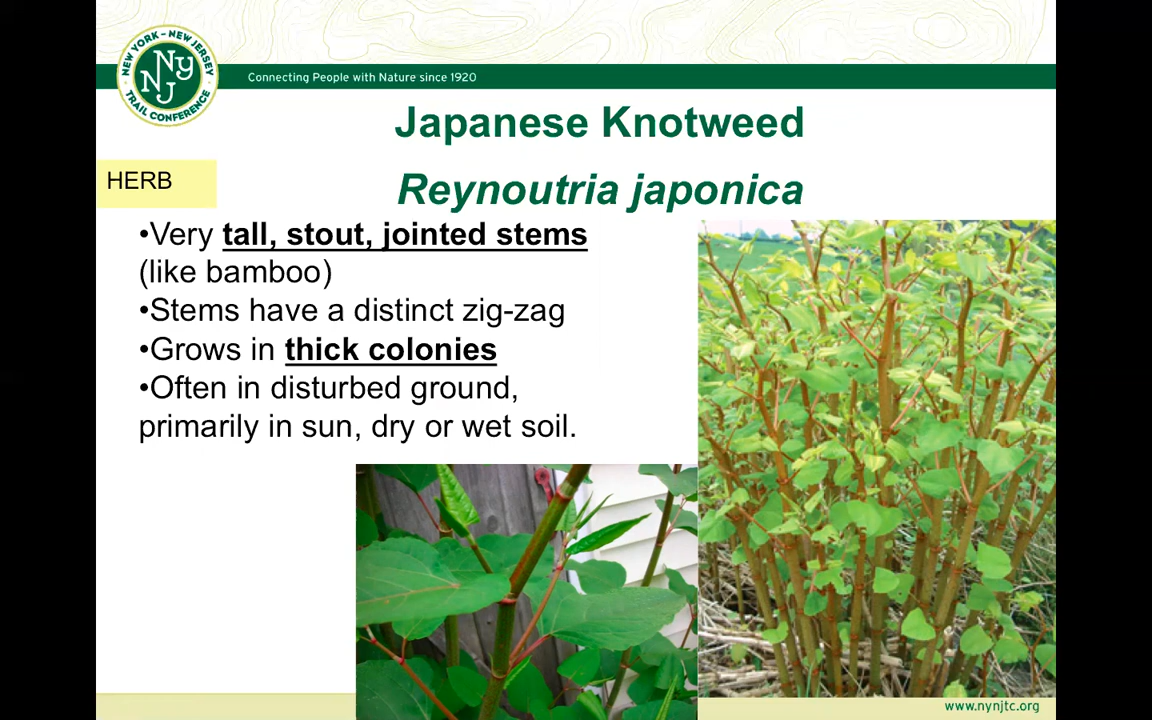 NEW YORK – NEW JERSEY
NY
NJ
TRAIL CONFERENCE
Connecting People with Nature since 1920
Japanese Knotweed
HERB
Reynoutria japonica
•Very tall, stout, jointed stems
(like bamboo)
•Stems have a distinct zig-zag
•Grows in thick colonies
•Often in disturbed ground,
primarily in sun, dry or wet soil.
www.nynjtc.org